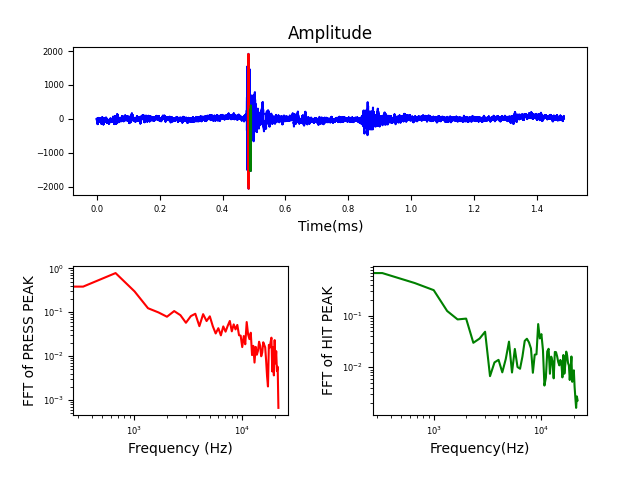 Amplitude
2000
1000
0
−1000
−2000
0.0 0.2 0.4 0.6 0.8 1.0 1.2 1.4
Time(ms)
FFT of PRESS PEAK
10⁰
10⁻¹
10⁻²
10⁻³
10³ 10⁴
Frequency (Hz)
FFT of HIT PEAK
10⁻¹
10⁻²
10³ 10⁴
Frequency(Hz)